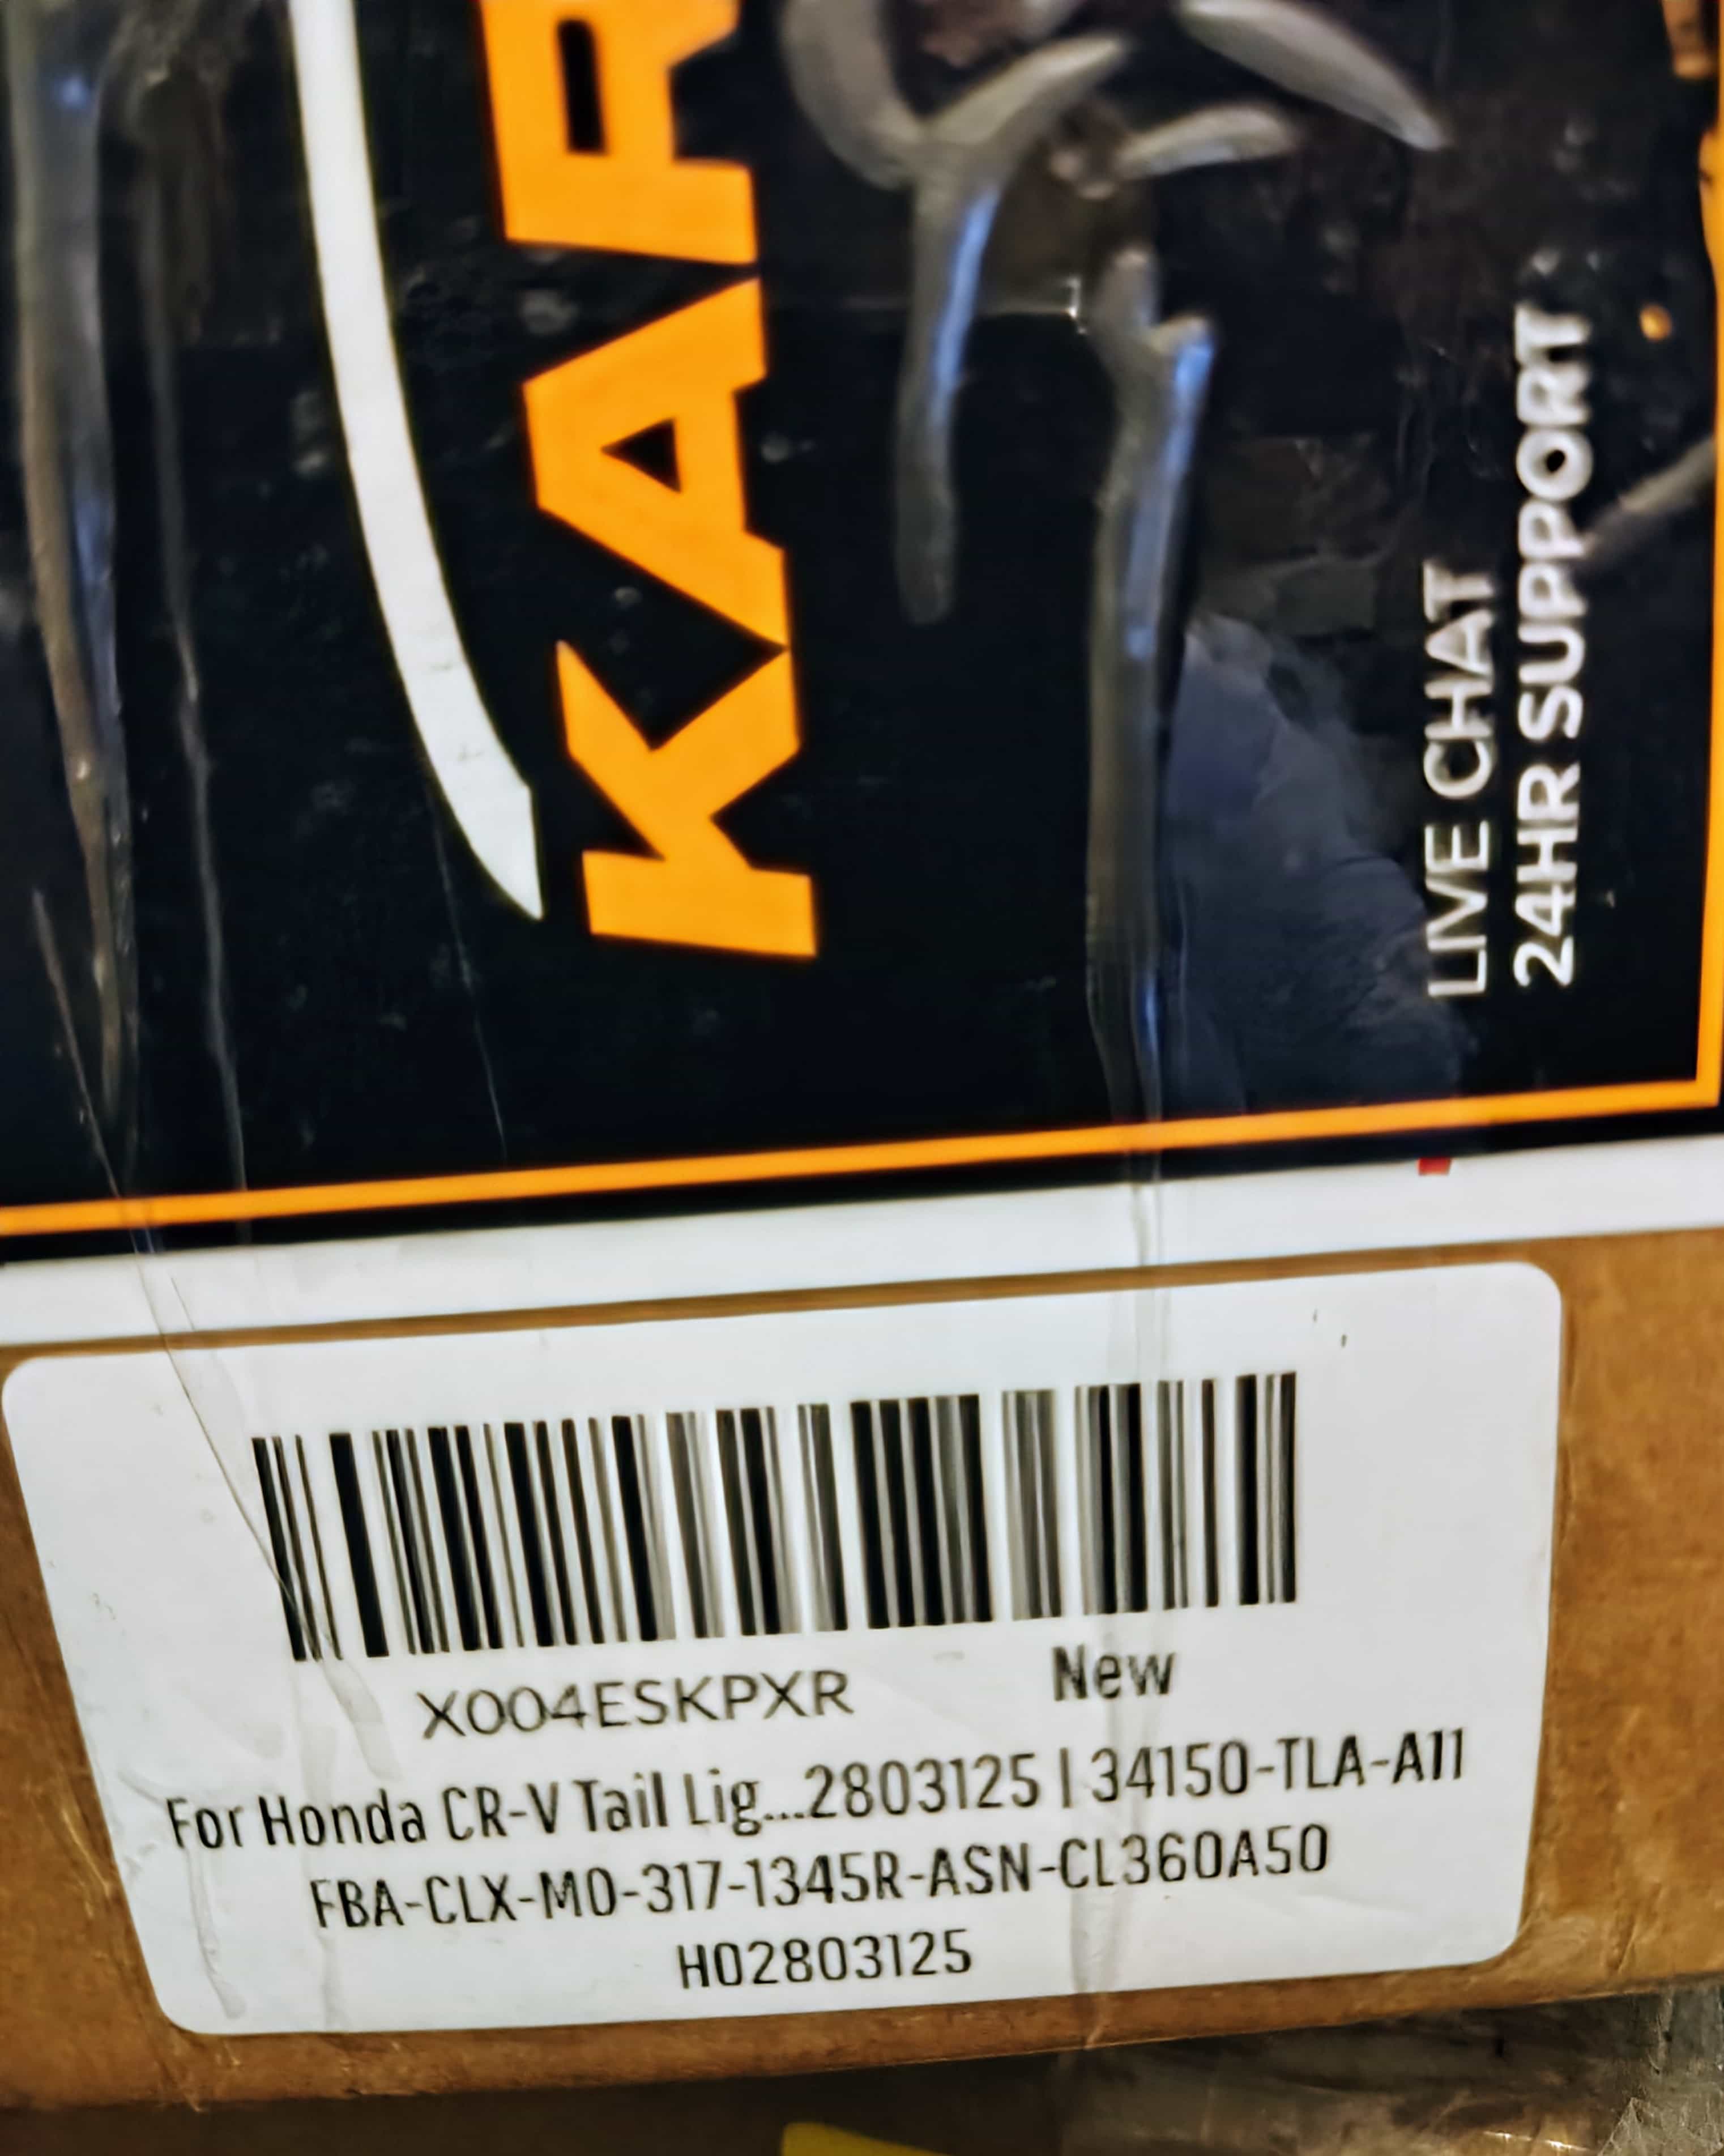 KAR
LIVE CHAT
24HR SUPPORT
X004ESKPXR New
For Honda CR-V Tail Lig...2803125 | 34150-TLA-A11
FBA-CLX-M0-317-1345R-ASN-CL360A50
H02803125